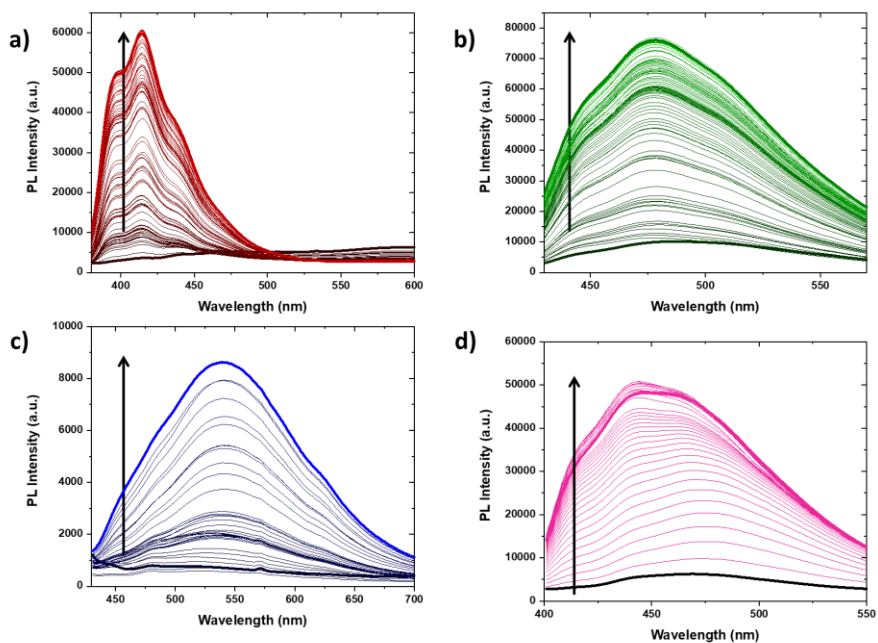 a)
60000
50000
40000
30000
20000
10000
0
PL Intensity (a.u.)
400 450 500 550 600
Wavelength (nm)
b)
80000
70000
60000
50000
40000
30000
20000
10000
0
PL Intensity (a.u.)
450 500 550
Wavelength (nm)
c)
10000
8000
6000
4000
2000
0
PL Intensity (a.u.)
450 500 550 600 650 700
Wavelength (nm)
d)
60000
50000
40000
30000
20000
10000
0
PL Intensity (a.u.)
400 450 500 550
Wavelength (nm)